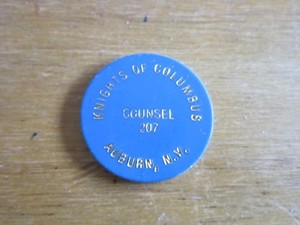 KNIGHTS OF COLUMBUS
COUNSEL
207
AUBURN, N.Y.